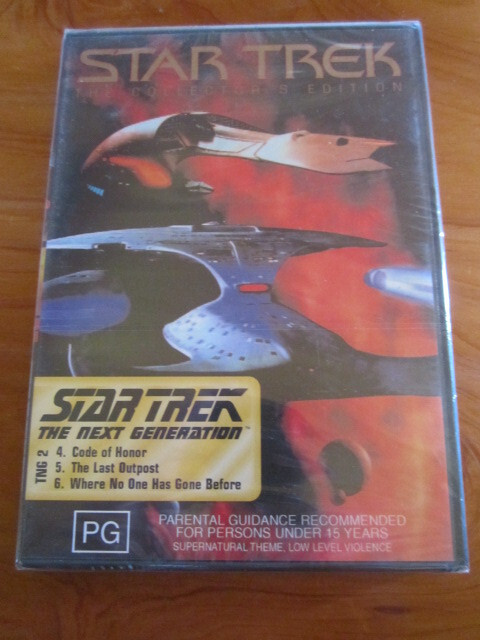 STAR TREK
THE COLLECTOR'S EDITION
STAR TREK
THE NEXT GENERATION™
TNG 2
4. Code of Honor
5. The Last Outpost
6. Where No One Has Gone Before
PG
PARENTAL GUIDANCE RECOMMENDED
FOR PERSONS UNDER 15 YEARS
SUPERNATURAL THEME, LOW LEVEL VIOLENCE